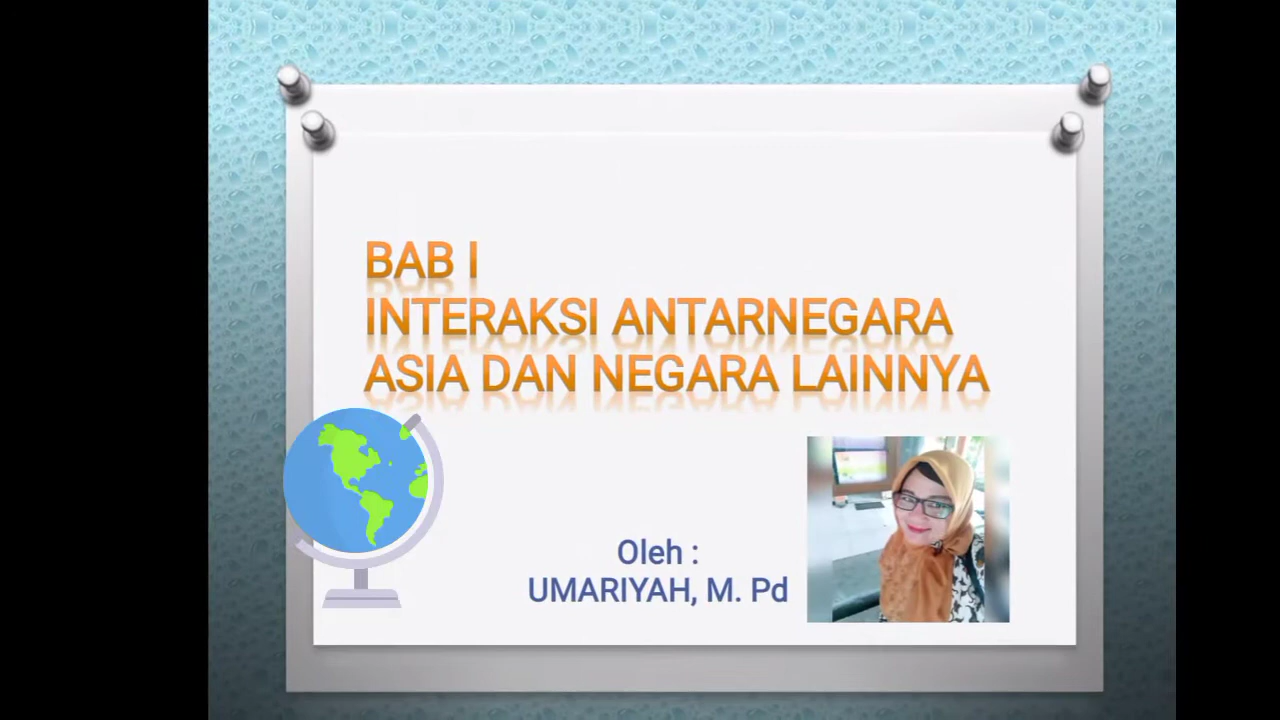 BAB I
INTERAKSI ANTARNEGARA
ASIA DAN NEGARA LAINNYA
Oleh :
UMARIYAH, M. Pd